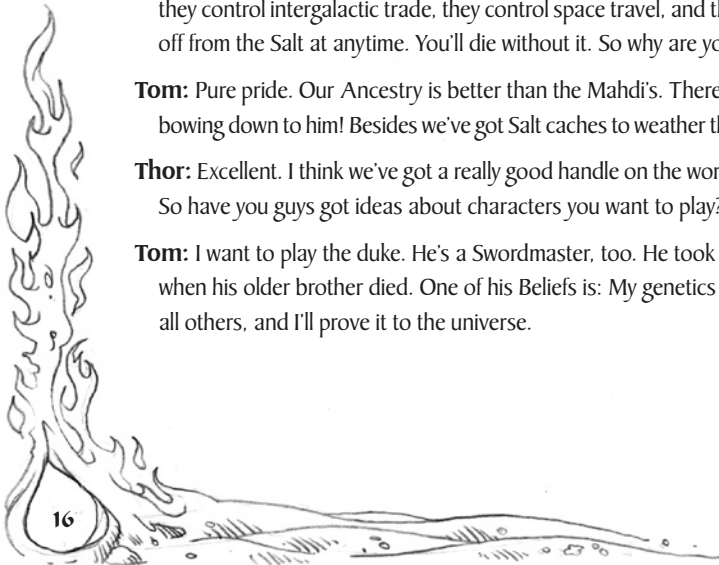 they control intergalactic trade, they control space travel, and th
off from the Salt at anytime. You'll die without it. So why are yo
Tom: Pure pride. Our Ancestry is better than the Mahdi's. There
bowing down to him! Besides we've got Salt caches to weather th
Thor: Excellent. I think we've got a really good handle on the wor
So have you guys got ideas about characters you want to play?
Tom: I want to play the duke. He's a Swordmaster, too. He took
when his older brother died. One of his Beliefs is: My genetics
all others, and I'll prove it to the universe.
16